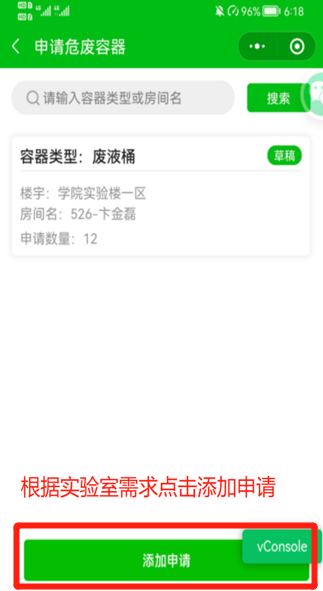 96% 6:18
申请危废容器
请输入容器类型或房间名 搜索
容器类型：废液桶 草稿
楼宇：学院实验楼一区
房间名：526-卞金磊
申请数量：12
根据实验室需求点击添加申请
vConsole
添加申请